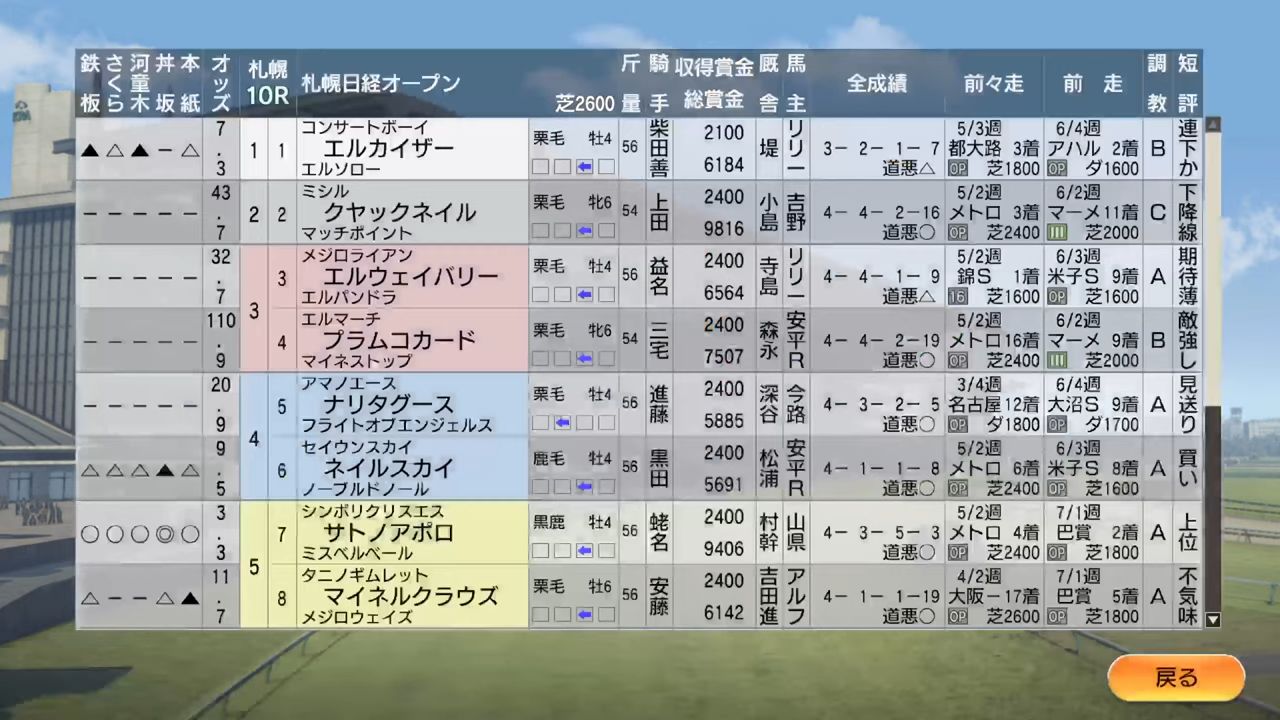 鉄板 さくら 河童木 丼坂 本紙 オッズ 札幌 10R 札幌日経オープン 芝2600 斤量 騎手 収得賞金 総賞金 厩舎 馬主 全成績 前々走 前 走 調教 短評
▲ △ ▲ － △ 7.3 1 1 コンサートボーイ
エルカイザー
エルソロー
栗毛 牡4 56 柴田善 2100 6184 堤 リリー 3－ 2－ 1－ 7 道悪△ 5/3週 都大路 3着 OP 芝1800 6/4週 アハル 2着 OP ダ1600 B 連下か
－ － － － － 43.7 2 2 ミシル
クヤックネイル
マッチポイント
栗毛 牝6 54 上田 2400 9816 小島 吉野 4－ 4－ 2－16 道悪○ 5/2週 メトロ 3着 OP 芝2400 6/2週 マーメ11着 III 芝2000 C 下降線
－ － － － － 32.7 3 3 メジロライアン
エルウェイバリー
エルパンドラ
栗毛 牡4 56 益名 2400 6564 寺島 リリー 4－ 4－ 1－ 9 道悪△ 5/2週 錦S 1着 16 芝1600 6/3週 米子S 9着 OP 芝1600 A 期待薄
－ － － － － 110.9 4 エルマーチ
プラムコカード
マイネストップ
栗毛 牝6 54 三宅 2400 7507 森永 安平R 4－ 4－ 2－19 道悪○ 5/2週 メトロ16着 OP 芝2400 6/2週 マーメ 9着 III 芝2000 B 敵強し
－ － － － － 20.9 4 5 アマノエース
ナリタグース
フライトオブエンジェルス
栗毛 牡4 56 進藤 2400 5885 深谷 今路 4－ 3－ 2－ 5 道悪○ 3/4週 名古屋12着 OP ダ1800 6/4週 大沼S 9着 OP ダ1700 A 見送り
△ △ △ ▲ △ 9.5 6 セイウンスカイ
ネイルスカイ
ノーブルドノール
鹿毛 牡4 56 黒田 2400 5691 松浦 安平R 4－ 1－ 1－ 8 道悪○ 5/2週 メトロ 6着 OP 芝2400 6/3週 米子S 8着 OP 芝1600 A 買い
○ ○ ○ ◎ ○ 3.3 5 7 シンボリクリスエス
サトノアポロ
ミスベルベール
黒鹿 牡4 56 蛯名 2400 9406 村幹 山県 4－ 3－ 5－ 3 道悪○ 5/2週 メトロ 4着 OP 芝2400 7/1週 巴賞 2着 OP 芝1800 A 上位
△ － － △ ▲ 11.7 8 タニノギムレット
マイネルクラウズ
メジロウェイズ
栗毛 牡6 56 安藤 2400 6142 吉田進 アルフ 4－ 1－ 1－19 道悪○ 4/2週 大阪－17着 OP 芝2600 7/1週 巴賞 5着 OP 芝1800 A 不気味
戻る